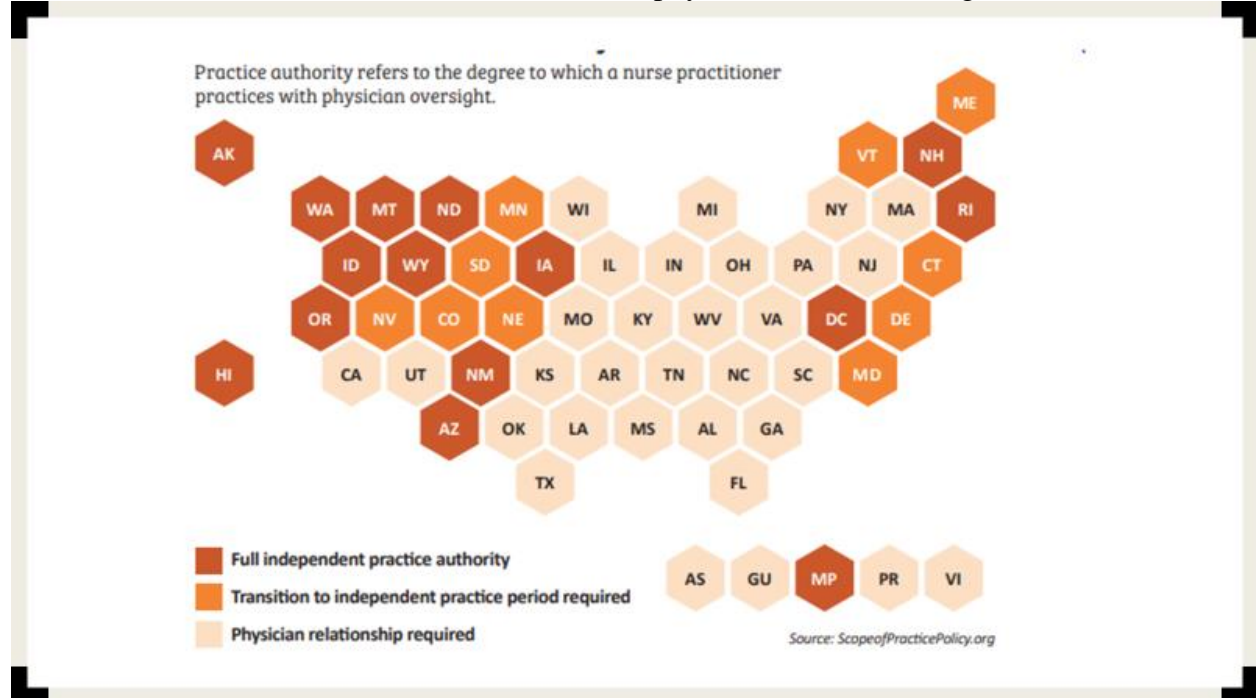 Practice authority refers to the degree to which a nurse practitioner
practices with physician oversight.
ME
AK
VT NH
WA MT ND MN WI MI NY MA RI
ID WY SD IA IL IN OH PA NJ CT
OR NV CO NE MO KY WV VA DC DE
HI CA UT NM KS AR TN NC SC MD
AZ OK LA MS AL GA
TX FL
Full independent practice authority
Transition to independent practice period required
Physician relationship required
AS GU MP PR VI
Source: ScopeofPracticePolicy.org